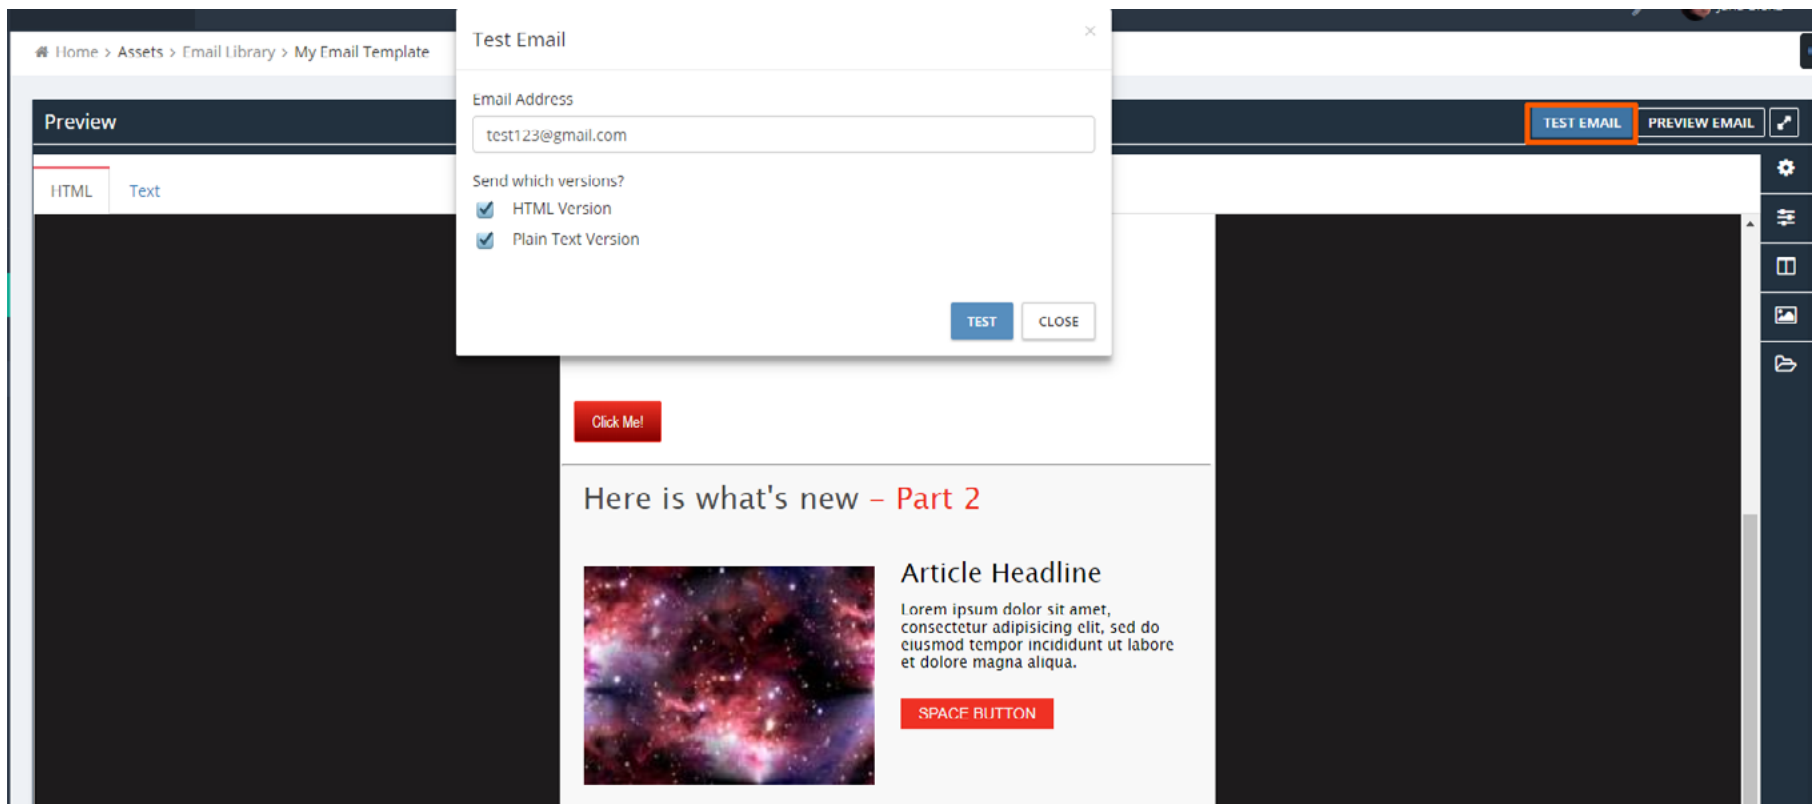 Home > Assets > Email Library > My Email Template
Test Email
×
Email Address
test123@gmail.com
Send which versions?
HTML Version
Plain Text Version
TEST
CLOSE
Preview
TEST EMAIL
PREVIEW EMAIL
HTML
Text
Click Me!
Here is what's new – Part 2
Article Headline
Lorem ipsum dolor sit amet,
consectetur adipisicing elit, sed do
eiusmod tempor incididunt ut labore
et dolore magna aliqua.
SPACE BUTTON